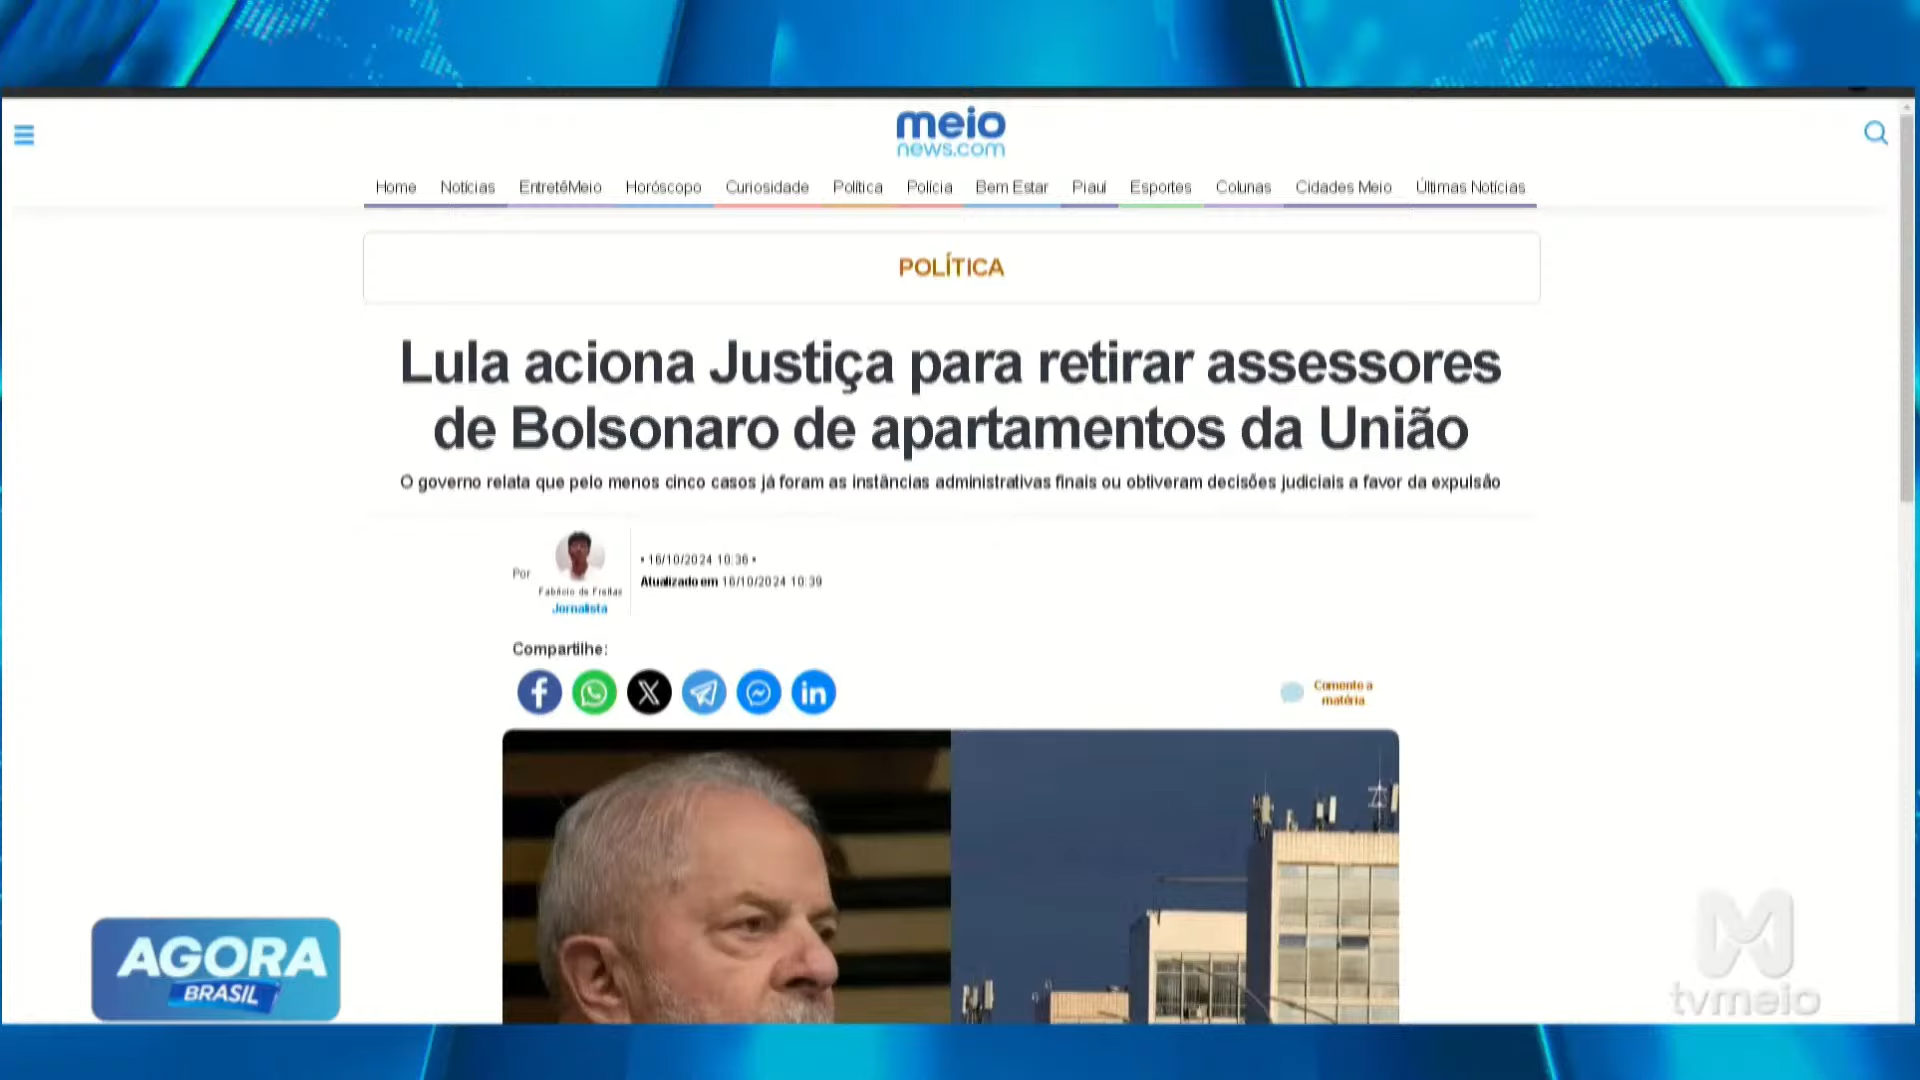 meio
news.com
Home Notícias EntretêMeio Horóscopo Curiosidade Política Polícia Bem Estar Piauí Esportes Colunas Cidades Meio Últimas Notícias
POLÍTICA
Lula aciona Justiça para retirar assessores
de Bolsonaro de apartamentos da União
O governo relata que pelo menos cinco casos já foram as instâncias administrativas finais ou obtiveram decisões judiciais a favor da expulsão
Por
• 16/10/2024 10:36 •
Atualizado em 16/10/2024 10:39
Fabrício de Freitas
Jornalista
Compartilhe:
Comente a
matéria
AGORA
BRASIL
tvmeio